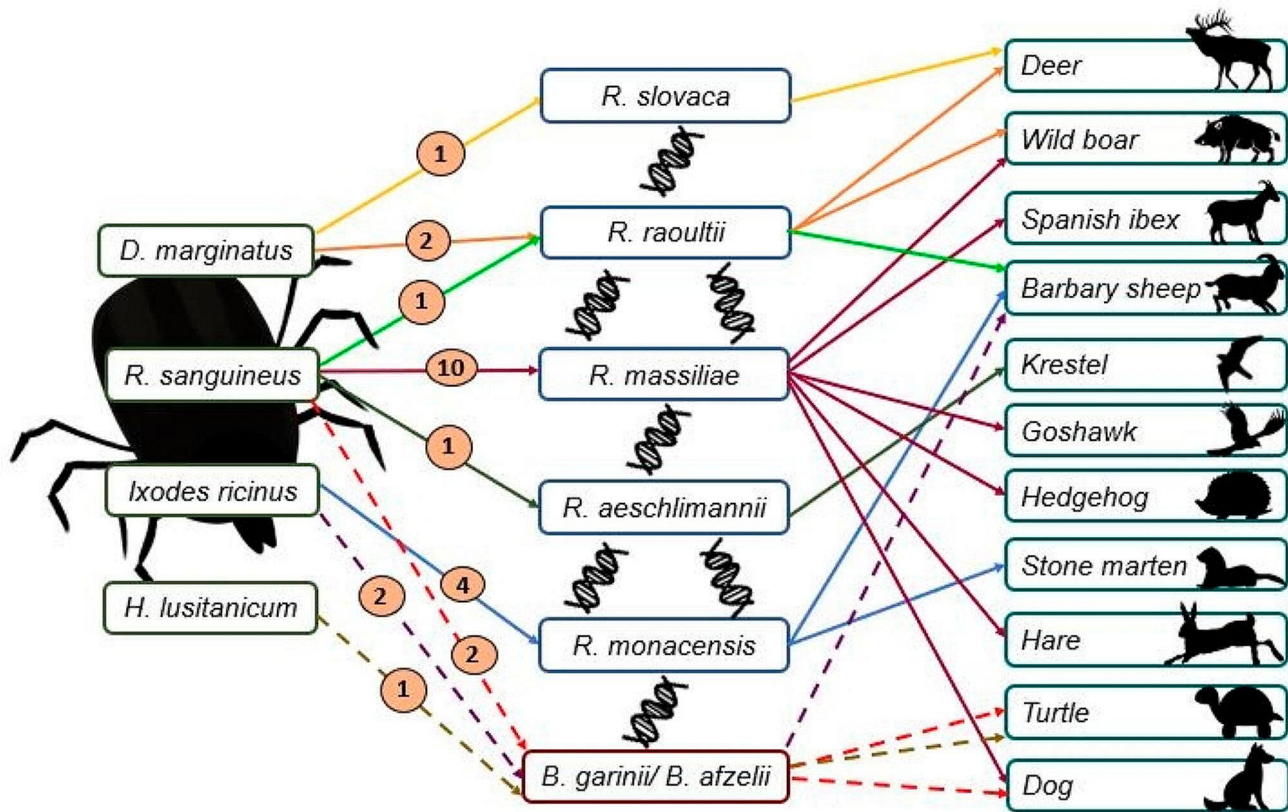 D. marginatus
R. sanguineus
Ixodes ricinus
H. lusitanicum
1
2
1
10
1
4
2
2
1
R. slovaca
R. raoultii
R. massiliae
R. aeschlimannii
R. monacensis
B. garinii/ B. afzelii
Deer
Wild boar
Spanish ibex
Barbary sheep
Krestel
Goshawk
Hedgehog
Stone marten
Hare
Turtle
Dog